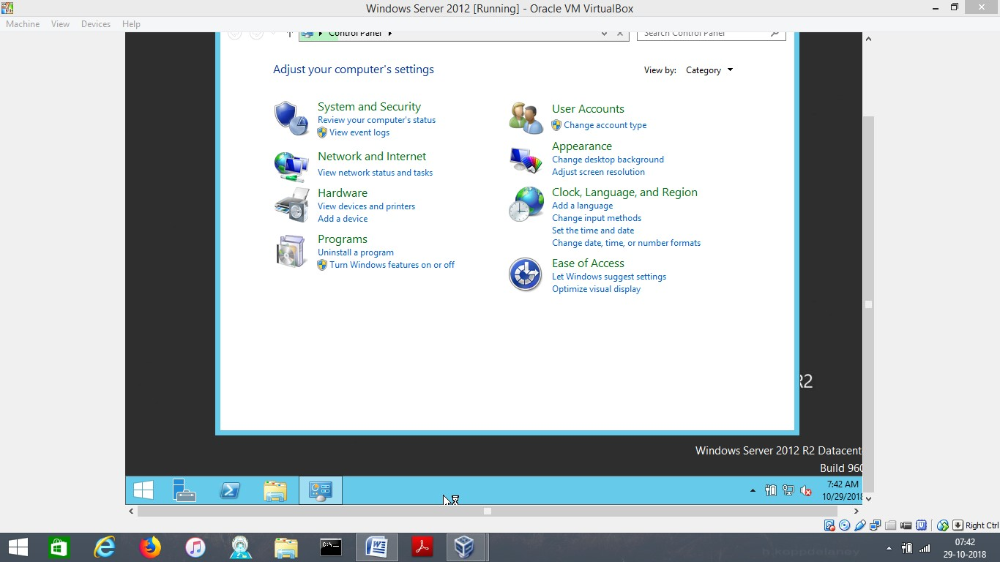 Windows Server 2012 [Running] - Oracle VM VirtualBox
Machine View Devices Help
Control Panel
Search Control Panel
Adjust your computer's settings
View by: Category
System and Security
Review your computer's status
View event logs
Network and Internet
View network status and tasks
Hardware
View devices and printers
Add a device
Programs
Uninstall a program
Turn Windows features on or off
User Accounts
Change account type
Appearance
Change desktop background
Adjust screen resolution
Clock, Language, and Region
Add a language
Change input methods
Set the time and date
Change date, time, or number formats
Ease of Access
Let Windows suggest settings
Optimize visual display
R2
Windows Server 2012 R2 Datacent
Build 960
7:42 AM
10/29/2018
Right Ctrl
C:\
07:42
29-10-2018